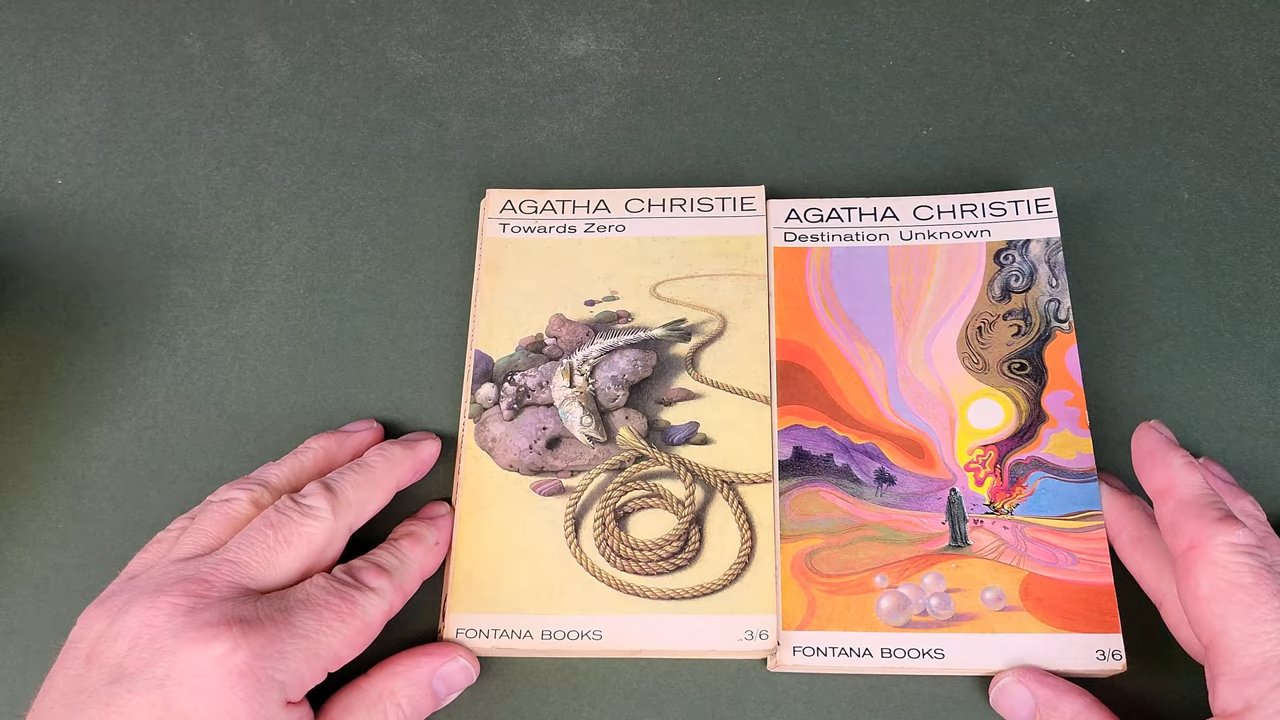 AGATHA CHRISTIE
Towards Zero
FONTANA BOOKS 3/6
AGATHA CHRISTIE
Destination Unknown
FONTANA BOOKS 3/6